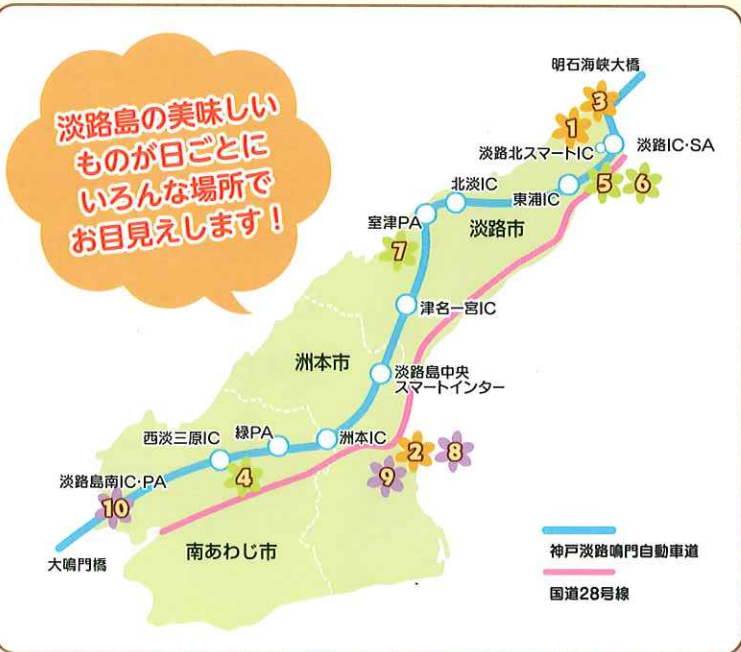 淡路島の美味しい
ものが日ごとに
いろんな場所で
お目見えします！
明石海峡大橋
3
1
淡路北スマートIC
淡路IC・SA
5
6
北淡IC
東浦IC
室津PA
淡路市
7
津名一宮IC
洲本市
淡路島中央
スマートインター
西淡三原IC
緑PA
洲本IC
2
8
9
4
淡路島南IC・PA
10
大鳴門橋
南あわじ市
神戸淡路鳴門自動車道
国道28号線